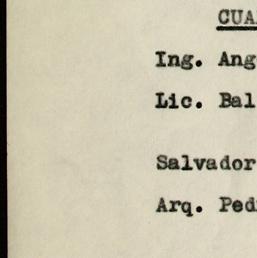 CUA
Ing. Ang
Lic. Bal
Salvador
Arq. Ped